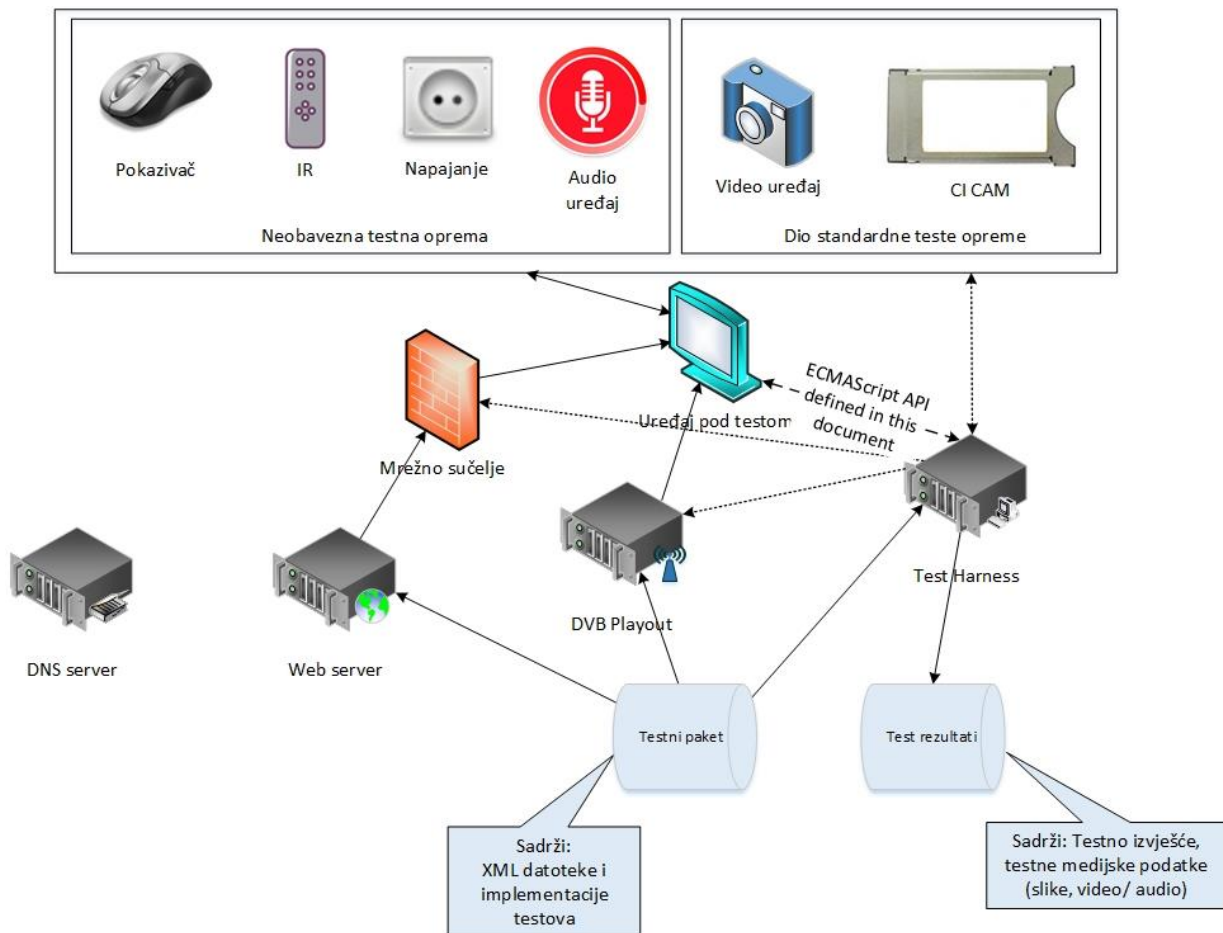 Pokazivač
IR
Napajanje
Audio
uređaj
Neobavezna testna oprema
Video uređaj
CI CAM
Dio standardne teste opreme
ECMAScript API
defined in this
document
Uređaj pod testom
Mrežno sučelje
DNS server
Web server
DVB Playout
Test Harness
Testni paket
Test rezultati
Sadrži:
XML datoteke i
implementacije
testova
Sadrži: Testno izvješće,
testne medijske podatke
(slike, video/ audio)